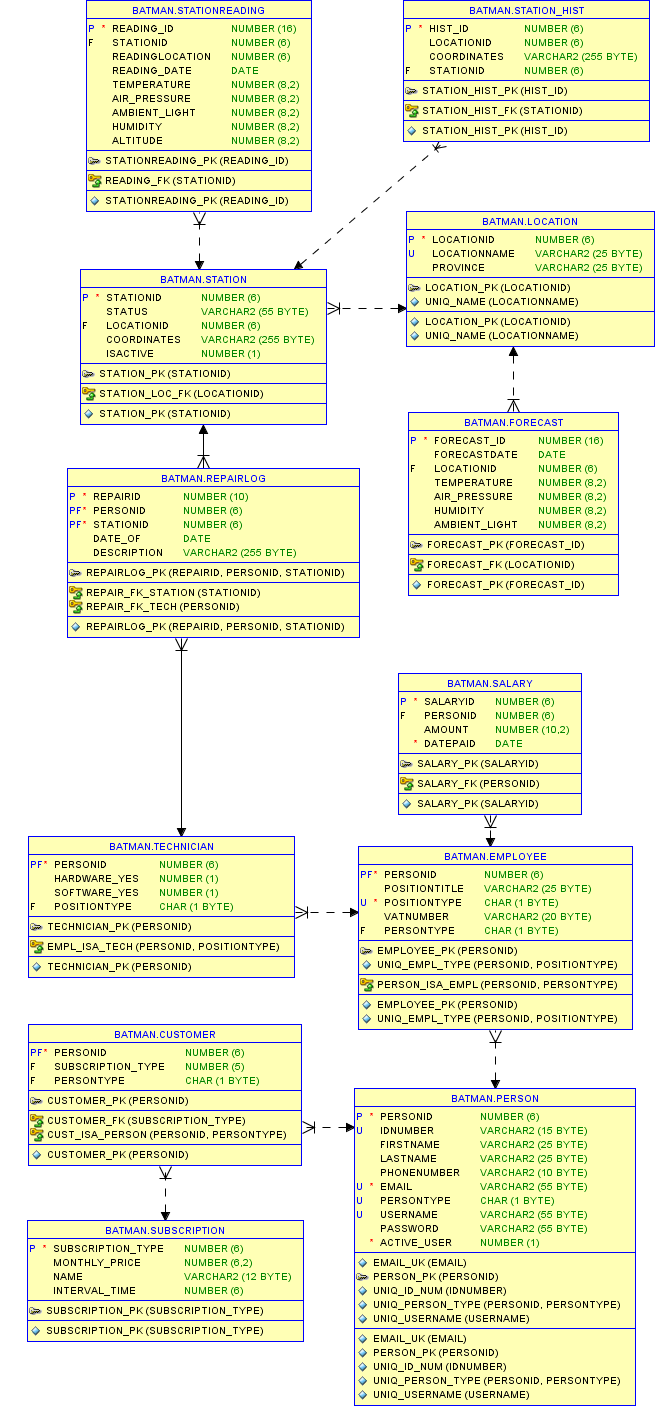 BATMAN.STATIONREADING
P * READING_ID NUMBER (16)
F STATIONID NUMBER (6)
READINGLOCATION NUMBER (6)
READING_DATE DATE
TEMPERATURE NUMBER (8,2)
AIR_PRESSURE NUMBER (8,2)
AMBIENT_LIGHT NUMBER (8,2)
HUMIDITY NUMBER (8,2)
ALTITUDE NUMBER (8,2)
STATIONREADING_PK (READING_ID)
READING_FK (STATIONID)
STATIONREADING_PK (READING_ID)
BATMAN.STATION_HIST
P * HIST_ID NUMBER (6)
LOCATIONID NUMBER (6)
COORDINATES VARCHAR2 (255 BYTE)
F STATIONID NUMBER (6)
STATION_HIST_PK (HIST_ID)
STATION_HIST_FK (STATIONID)
STATION_HIST_PK (HIST_ID)
BATMAN.LOCATION
P * LOCATIONID NUMBER (6)
U LOCATIONNAME VARCHAR2 (25 BYTE)
PROVINCE VARCHAR2 (25 BYTE)
LOCATION_PK (LOCATIONID)
UNIQ_NAME (LOCATIONNAME)
LOCATION_PK (LOCATIONID)
UNIQ_NAME (LOCATIONNAME)
BATMAN.STATION
P * STATIONID NUMBER (6)
STATUS VARCHAR2 (55 BYTE)
F LOCATIONID NUMBER (6)
COORDINATES VARCHAR2 (255 BYTE)
ISACTIVE NUMBER (1)
STATION_PK (STATIONID)
STATION_LOC_FK (LOCATIONID)
STATION_PK (STATIONID)
BATMAN.FORECAST
P * FORECAST_ID NUMBER (16)
FORECASTDATE DATE
F LOCATIONID NUMBER (6)
TEMPERATURE NUMBER (8,2)
AIR_PRESSURE NUMBER (8,2)
HUMIDITY NUMBER (8,2)
AMBIENT_LIGHT NUMBER (8,2)
FORECAST_PK (FORECAST_ID)
FORECAST_FK (LOCATIONID)
FORECAST_PK (FORECAST_ID)
BATMAN.REPAIRLOG
P * REPAIRID NUMBER (10)
PF* PERSONID NUMBER (6)
PF* STATIONID NUMBER (6)
DATE_OF DATE
DESCRIPTION VARCHAR2 (255 BYTE)
REPAIRLOG_PK (REPAIRID, PERSONID, STATIONID)
REPAIR_FK_STATION (STATIONID)
REPAIR_FK_TECH (PERSONID)
REPAIRLOG_PK (REPAIRID, PERSONID, STATIONID)
BATMAN.SALARY
P * SALARYID NUMBER (6)
F PERSONID NUMBER (6)
AMOUNT NUMBER (10,2)
* DATEPAID DATE
SALARY_PK (SALARYID)
SALARY_FK (PERSONID)
SALARY_PK (SALARYID)
BATMAN.TECHNICIAN
PF* PERSONID NUMBER (6)
HARDWARE_YES NUMBER (1)
SOFTWARE_YES NUMBER (1)
F POSITIONTYPE CHAR (1 BYTE)
TECHNICIAN_PK (PERSONID)
EMPL_ISA_TECH (PERSONID, POSITIONTYPE)
TECHNICIAN_PK (PERSONID)
BATMAN.EMPLOYEE
PF* PERSONID NUMBER (6)
POSITIONTITLE VARCHAR2 (25 BYTE)
U * POSITIONTYPE CHAR (1 BYTE)
VATNUMBER VARCHAR2 (20 BYTE)
F PERSONTYPE CHAR (1 BYTE)
EMPLOYEE_PK (PERSONID)
UNIQ_EMPL_TYPE (PERSONID, POSITIONTYPE)
PERSON_ISA_EMPL (PERSONID, PERSONTYPE)
EMPLOYEE_PK (PERSONID)
UNIQ_EMPL_TYPE (PERSONID, POSITIONTYPE)
BATMAN.CUSTOMER
PF* PERSONID NUMBER (6)
F SUBSCRIPTION_TYPE NUMBER (5)
F PERSONTYPE CHAR (1 BYTE)
CUSTOMER_PK (PERSONID)
CUSTOMER_FK (SUBSCRIPTION_TYPE)
CUST_ISA_PERSON (PERSONID, PERSONTYPE)
CUSTOMER_PK (PERSONID)
BATMAN.PERSON
P * PERSONID NUMBER (6)
U IDNUMBER VARCHAR2 (15 BYTE)
FIRSTNAME VARCHAR2 (25 BYTE)
LASTNAME VARCHAR2 (25 BYTE)
PHONENUMBER VARCHAR2 (10 BYTE)
U * EMAIL VARCHAR2 (55 BYTE)
U PERSONTYPE CHAR (1 BYTE)
U USERNAME VARCHAR2 (55 BYTE)
PASSWORD VARCHAR2 (55 BYTE)
* ACTIVE_USER NUMBER (1)
EMAIL_UK (EMAIL)
PERSON_PK (PERSONID)
UNIQ_ID_NUM (IDNUMBER)
UNIQ_PERSON_TYPE (PERSONID, PERSONTYPE)
UNIQ_USERNAME (USERNAME)
EMAIL_UK (EMAIL)
PERSON_PK (PERSONID)
UNIQ_ID_NUM (IDNUMBER)
UNIQ_PERSON_TYPE (PERSONID, PERSONTYPE)
UNIQ_USERNAME (USERNAME)
BATMAN.SUBSCRIPTION
P * SUBSCRIPTION_TYPE NUMBER (6)
MONTHLY_PRICE NUMBER (6,2)
NAME VARCHAR2 (12 BYTE)
INTERVAL_TIME NUMBER (6)
SUBSCRIPTION_PK (SUBSCRIPTION_TYPE)
SUBSCRIPTION_PK (SUBSCRIPTION_TYPE)